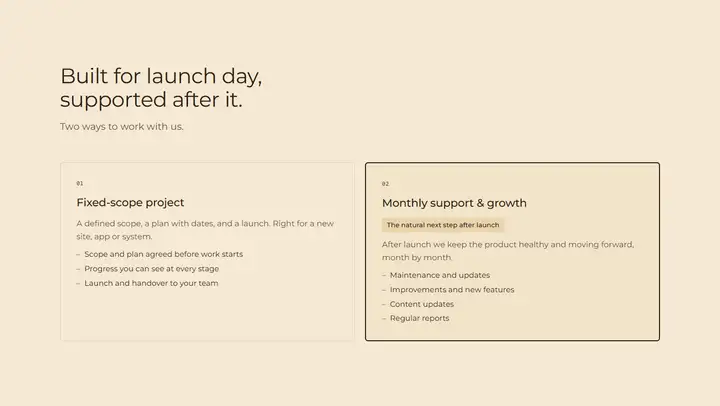 Built for launch day,
supported after it.
Two ways to work with us.
01
Fixed-scope project
A defined scope, a plan with dates, and a launch. Right for a new
site, app or system.
– Scope and plan agreed before work starts
– Progress you can see at every stage
– Launch and handover to your team
02
Monthly support & growth
The natural next step after launch
After launch we keep the product healthy and moving forward,
month by month.
– Maintenance and updates
– Improvements and new features
– Content updates
– Regular reports